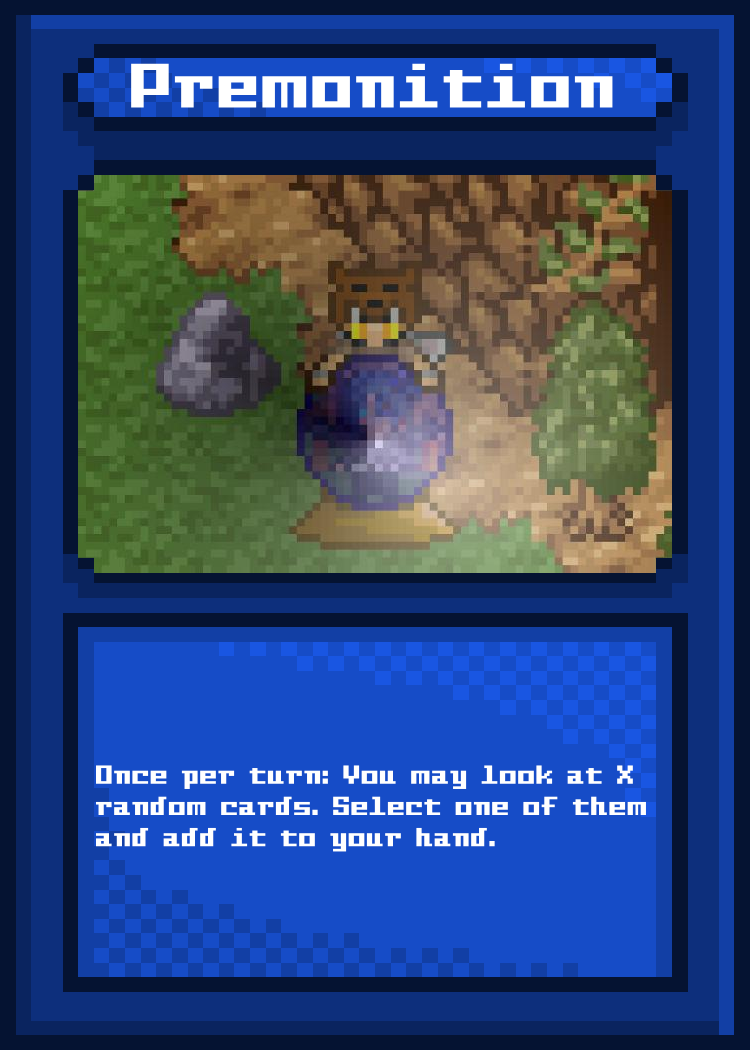 Premonition
Once per turn: You may look at X
random cards. Select one of them
and add it to your hand.